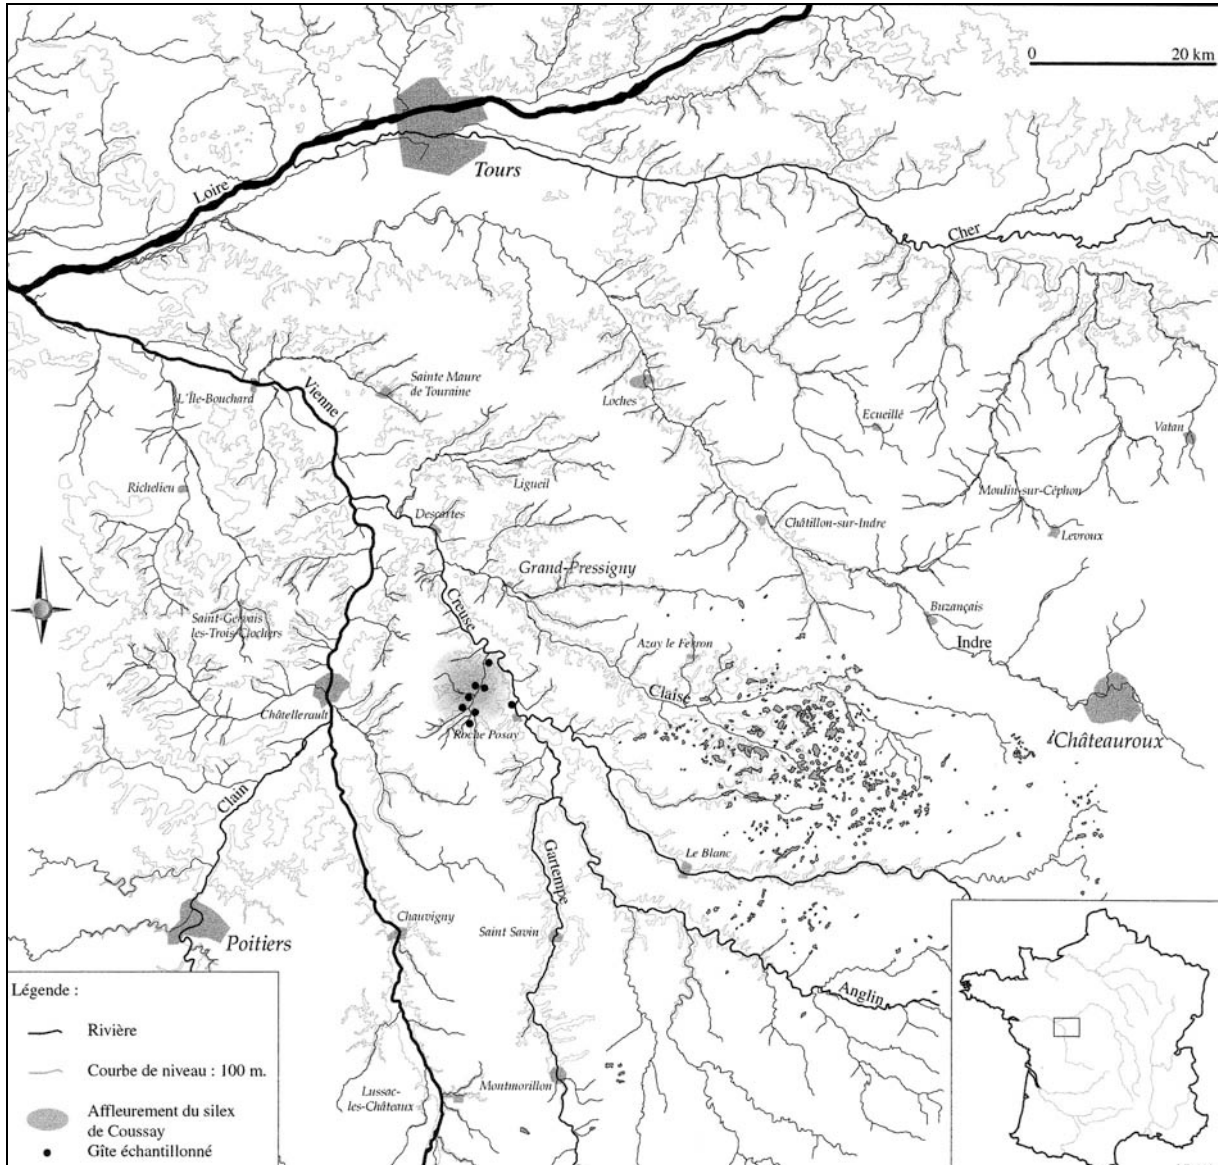 0 20 km
Tours
Loire
Cher
Vienne
Sainte Maure
de Touraine
L'Île-Bouchard
Loches
Ecueillé
Vatan
Richelieu
Ligueil
Moulin-sur-Céphon
Descartes
Châtillon-sur-Indre
Levroux
Grand-Pressigny
Creuse
Saint-Gervais
les-Trois-Clochers
Buzançais
Azay le Ferron
Indre
Claise
Châtellerault
Roche Posay
Châteauroux
Clain
Gartempe
Le Blanc
Chauvigny
Saint Savin
Poitiers
Anglin
Légende :
Rivière
Courbe de niveau : 100 m.
Montmorillon
Lussac-
les-Châteaux
Affleurement du silex
de Coussay
Gîte échantillonné